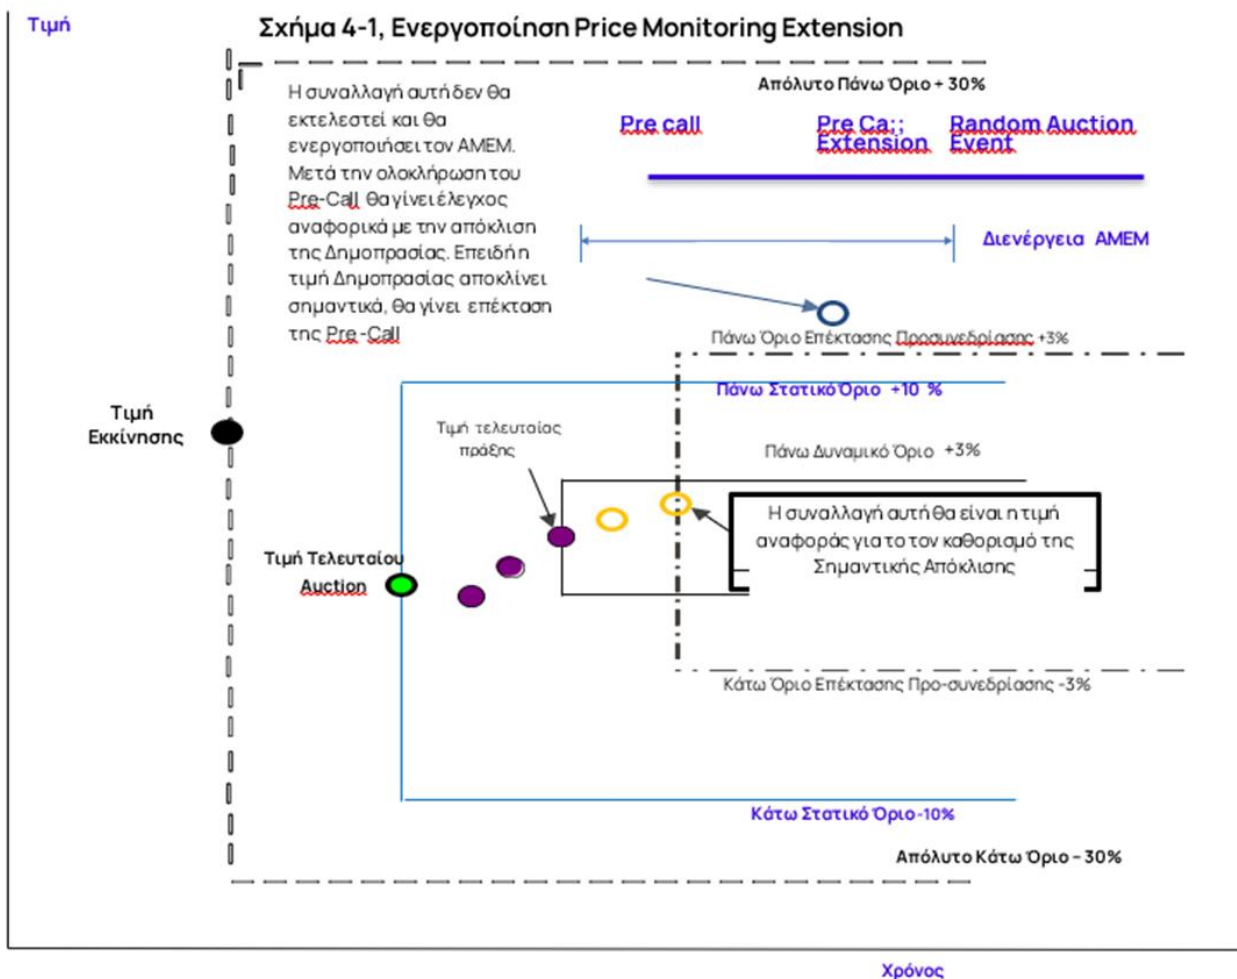 Τιμή
Σχήμα 4-1, Ενεργοποίηση Price Monitoring Extension
Απόλυτο Πάνω Όριο + 30%
Η συναλλαγή αυτή δεν θα
εκτελεστεί και θα
ενεργοποιήσει τον ΑΜΕΜ.
Μετά την ολοκλήρωση του
Pre-Call θα γίνει έλεγχος
αναφορικά με την απόκλιση
της Δημοπρασίας. Επειδή η
τιμή Δημοπρασίας αποκλίνει
σημαντικά, θα γίνει επέκταση
της Pre -Call
Pre call
Pre Ca;;
Extension
Random Auction
Event
Διενέργεια ΑΜΕΜ
Πάνω Όριο Επέκτασης Προσυνεδρίασης +3%
Πάνω Στατικό Όριο +10 %
Τιμή
Εκκίνησης
Τιμή τελευταίας
πράξης
Πάνω Δυναμικό Όριο +3%
Η συναλλαγή αυτή θα είναι η τιμή
αναφοράς για το τον καθορισμό της
Σημαντικής Απόκλισης
Τιμή Τελευταίου
Auction
Κάτω Όριο Επέκτασης Προ-συνεδρίασης -3%
Κάτω Στατικό Όριο -10%
Απόλυτο Κάτω Όριο – 30%
Χρόνος